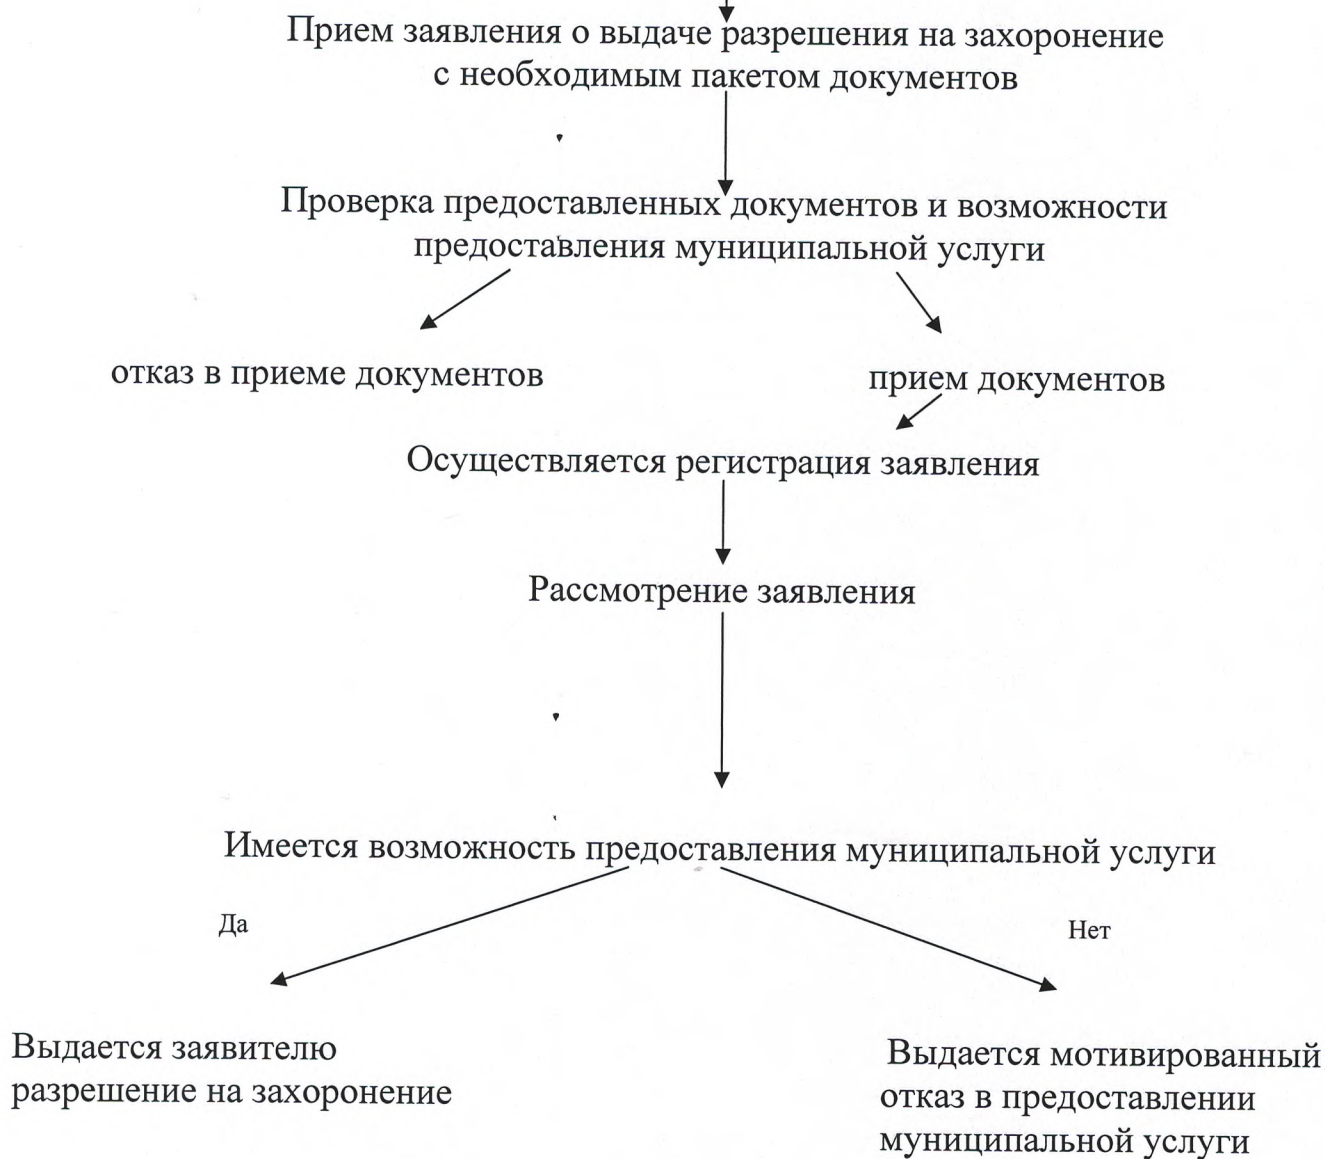 Прием заявления о выдаче разрешения на захоронение
с необходимым пакетом документов
Проверка предоставленных документов и возможности
предоставления муниципальной услуги
отказ в приеме документов
прием документов
Осуществляется регистрация заявления
Рассмотрение заявления
Имеется возможность предоставления муниципальной услуги
Да
Нет
Выдается заявителю
разрешение на захоронение
Выдается мотивированный
отказ в предоставлении
муниципальной услуги